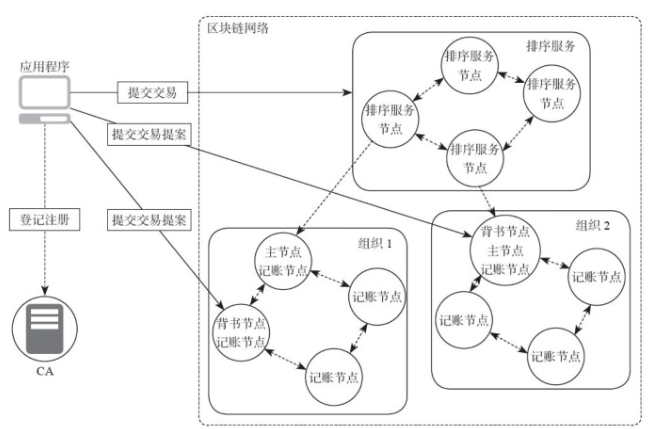 区块链网络
排序服务
应用程序
排序服务
节点
排序服务
节点
提交交易
排序服务
节点
提交交易提案
排序服务
节点
登记注册
提交交易提案
组织 1
组织 2
背书节点
主节点
记账节点
主节点
记账节点
记账节点
记账节点
背书节点
记账节点
记账节点
记账节点
记账节点
CA